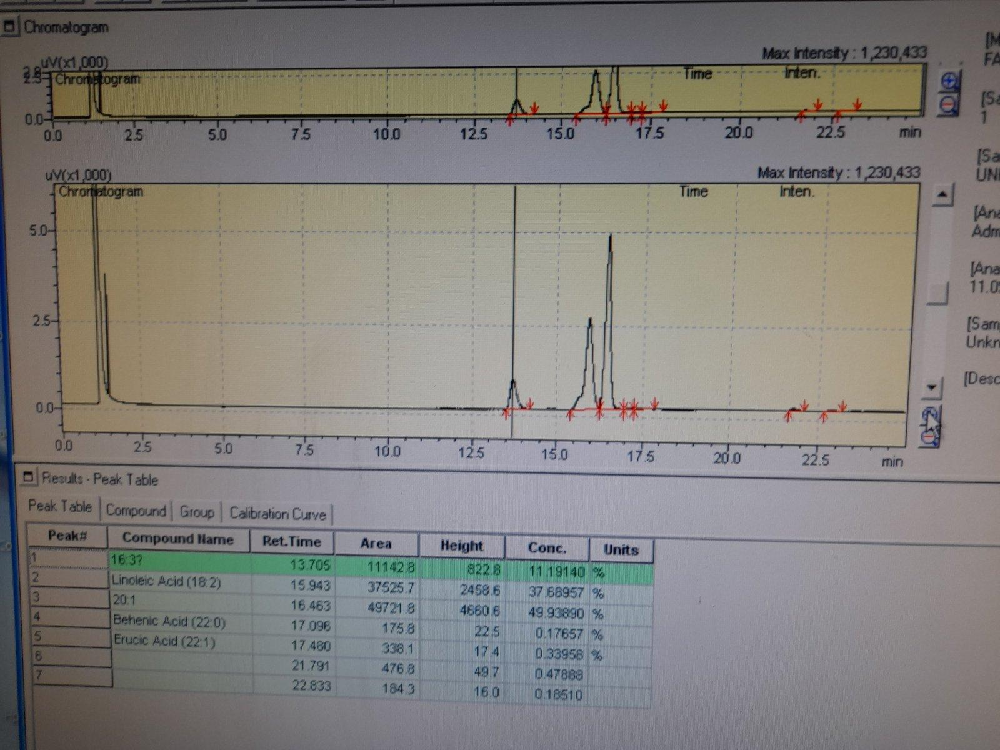 Chromatogram
uV(x1,000)
Max Intensity : 1,230,433
Chromatogram
Time
Inten.
2.5
0.0
0.0 2.5 5.0 7.5 10.0 12.5 15.0 17.5 20.0 22.5 min
uV(x1,000)
Max Intensity : 1,230,433
Chromatogram
Time
Inten.
5.0
2.5
0.0
0.0 2.5 5.0 7.5 10.0 12.5 15.0 17.5 20.0 22.5 min
[M
FA
[Sa
1
[Sa
[Ana
Adm
[Ana
[Sam
Unkn
[Desc
Results - Peak Table
Peak Table Compound Group Calibration Curve
Peak# Compound Name Ret.Time Area Height Conc. Units
1 16:3? 13.705 11142.8 822.8 11.19140 %
2 Linoleic Acid (18:2) 15.943 37525.7 2458.6 37.68957 %
3 20:1 16.463 49721.8 4660.6 49.93890 %
4 Behenic Acid (22:0) 17.096 175.8 22.5 0.17657 %
5 Erucic Acid (22:1) 17.480 338.1 17.4 0.33958 %
6 21.791 476.8 49.7 0.47888
7 22.833 184.3 16.0 0.18510